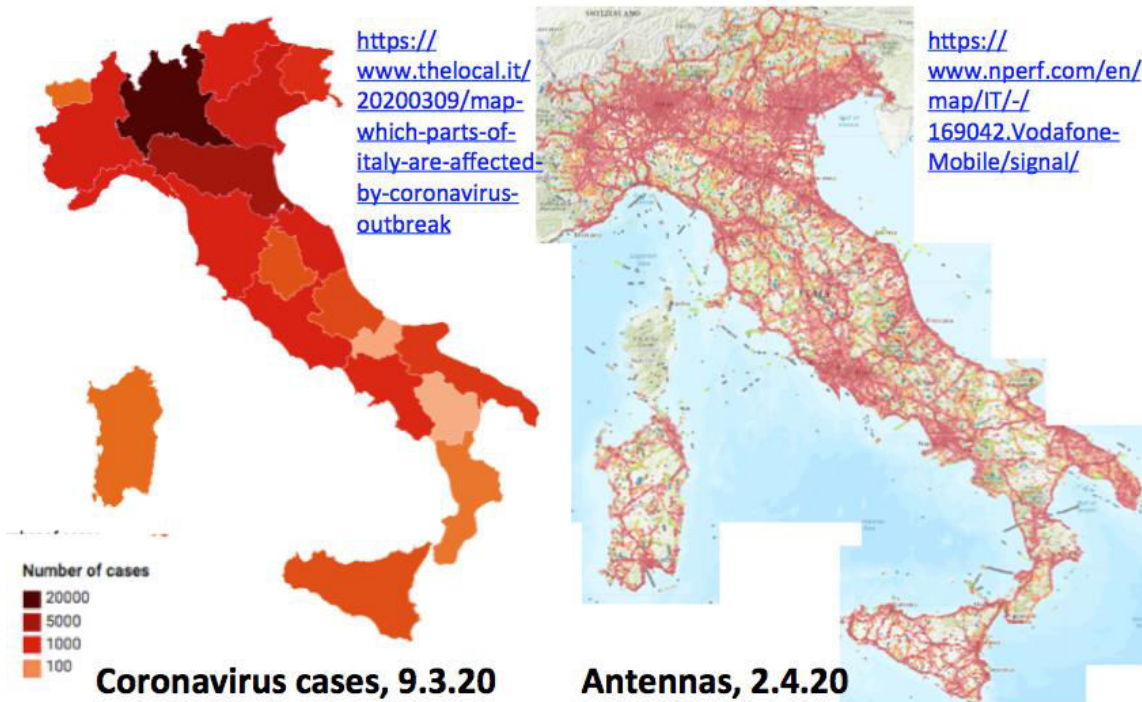 https://
www.thelocal.it/
20200309/map-
which-parts-of-
italy-are-affected-
by-coronavirus-
outbreak
https://
www.nperf.com/en/
map/IT/-/
169042.Vodafone-
Mobile/signal/
SWITZERLAND
Number of cases
20000
5000
1000
100
Coronavirus cases, 9.3.20
Antennas, 2.4.20